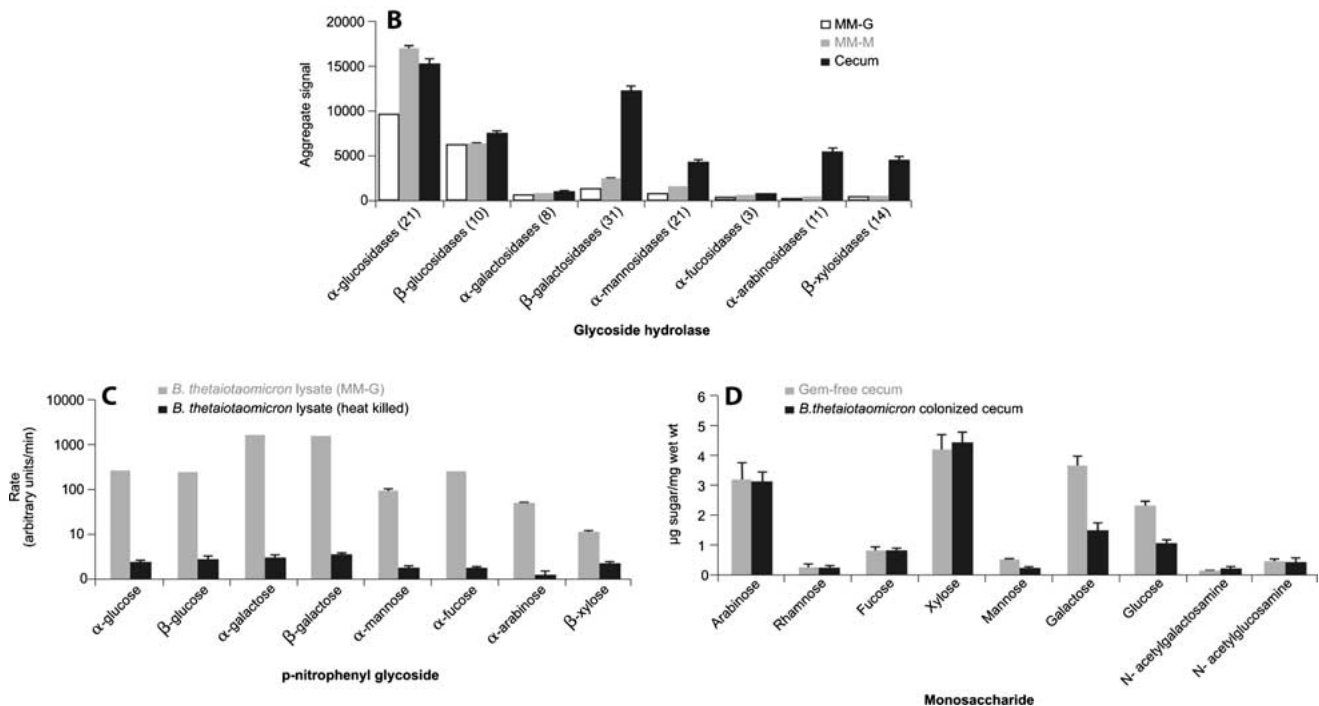 B
MM-G
MM-M
Cecum
20000
15000
10000
5000
0
Aggregate signal
α-glucosidases (21)
β-glucosidases (10)
α-galactosidases (8)
β-galactosidases (31)
α-mannosidases (21)
α-fucosidases (3)
α-arabinosidases (11)
β-xylosidases (14)
Glycoside hydrolase
C
B. thetaiotaomicron lysate (MM-G)
B. thetaiotaomicron lysate (heat killed)
10000
1000
100
10
0
Rate
(arbitrary units/min)
α-glucose
β-glucose
α-galactose
β-galactose
α-mannose
α-fucose
α-arabinose
β-xylose
p-nitrophenyl glycoside
D
Gem-free cecum
B.thetaiotaomicron colonized cecum
6
5
4
3
2
1
0
µg sugar/mg wet wt
Arabinose
Rhamnose
Fucose
Xylose
Mannose
Galactose
Glucose
N- acetylgalactosamine
N- acetylglucosamine
Monosaccharide